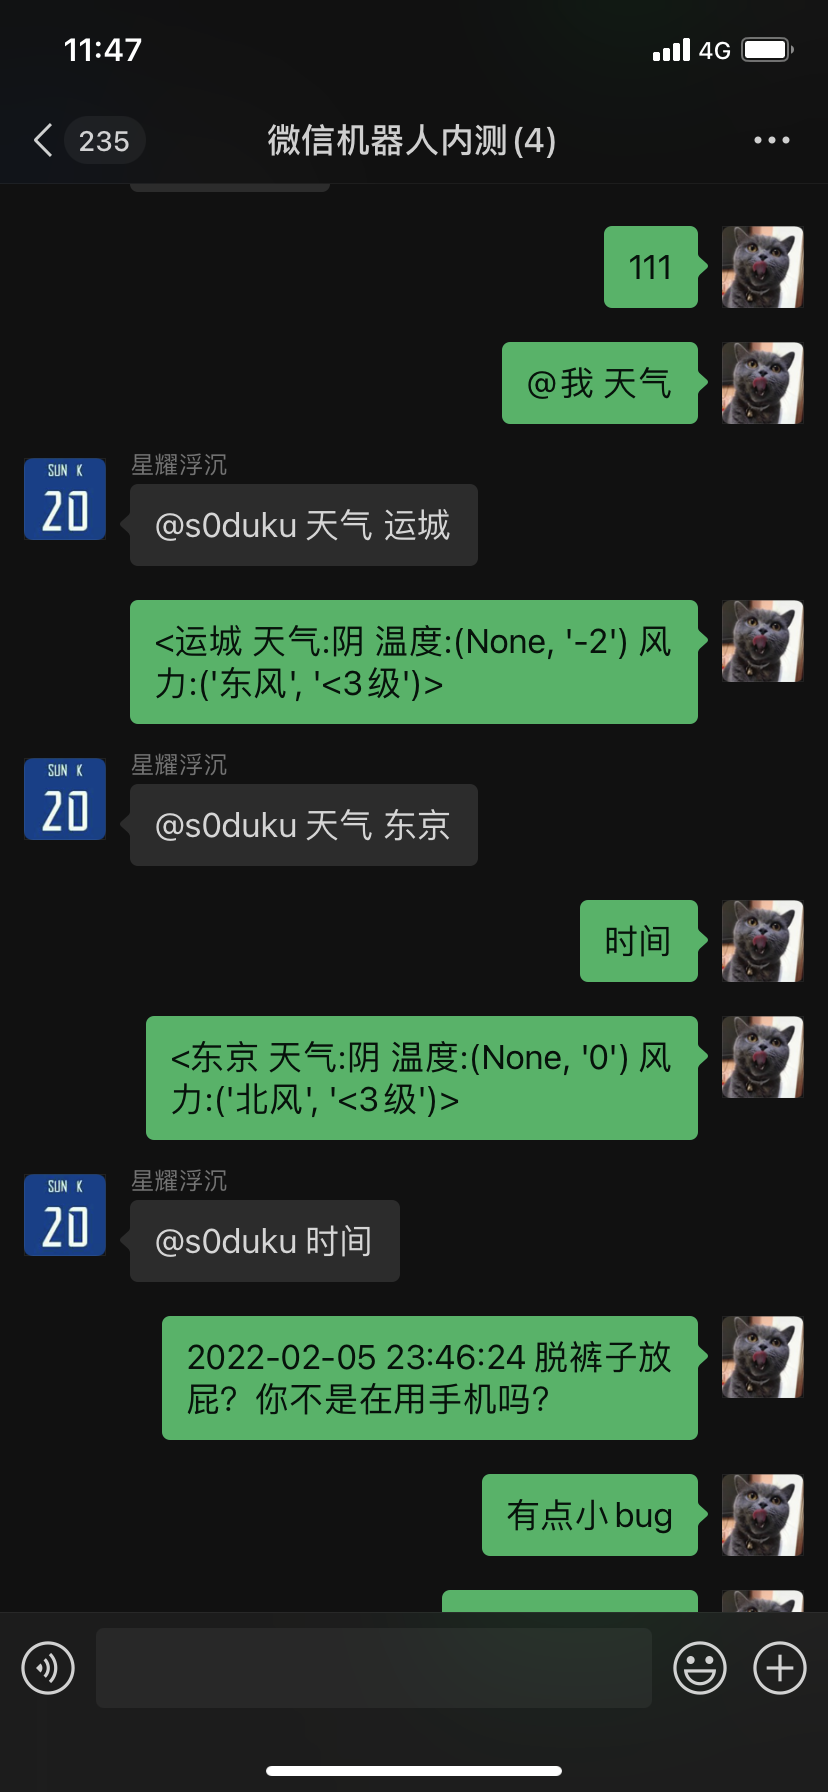 11:47
4G
235
微信机器人内测(4)
111
@我 天气
星耀浮沉
SUN K
20
@s0duku 天气 运城
<运城 天气:阴 温度:(None, '-2') 风
力:('东风', '<3级')>
星耀浮沉
SUN K
20
@s0duku 天气 东京
时间
<东京 天气:阴 温度:(None, '0') 风
力:('北风', '<3级')>
星耀浮沉
SUN K
20
@s0duku 时间
2022-02-05 23:46:24 脱裤子放
屁？你不是在用手机吗？
有点小bug